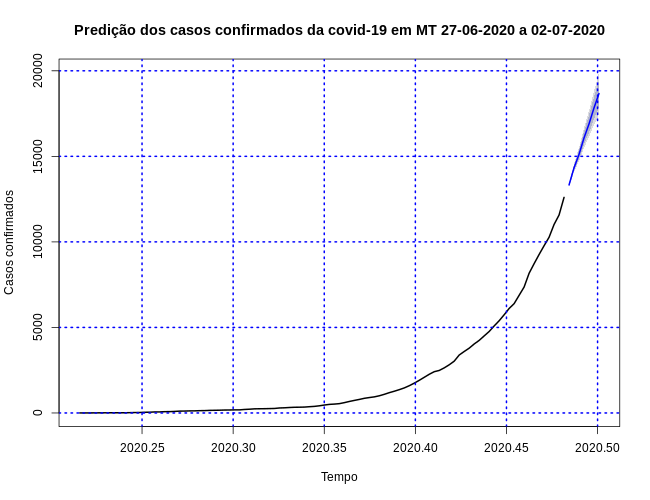 Predição dos casos confirmados da covid-19 em MT 27-06-2020 a 02-07-2020
Casos confirmados
20000
15000
10000
5000
0
2020.25 2020.30 2020.35 2020.40 2020.45 2020.50
Tempo